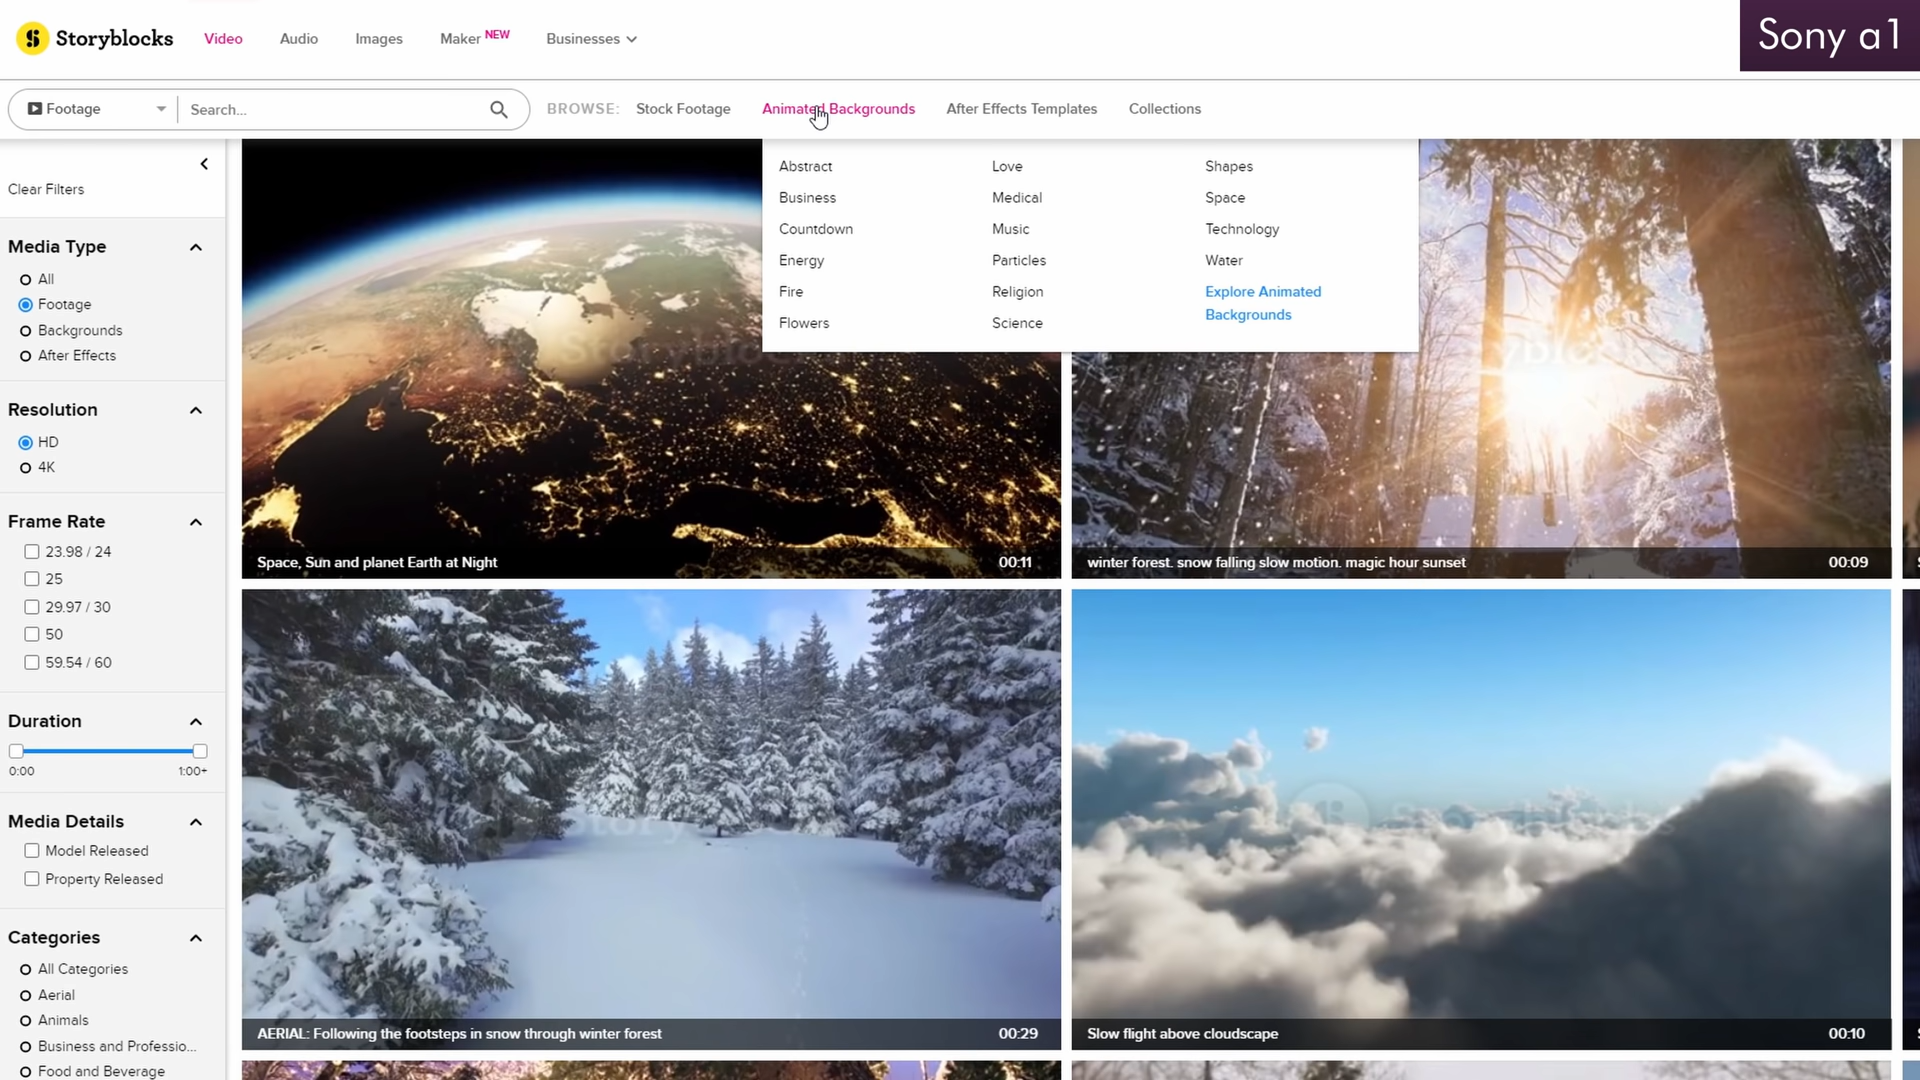 Storyblocks
Video
Audio
Images
Maker NEW
Businesses
Sony a1
Footage
Search...
BROWSE:
Stock Footage
Animated Backgrounds
After Effects Templates
Collections
Abstract
Business
Countdown
Energy
Fire
Flowers
Love
Medical
Music
Particles
Religion
Science
Shapes
Space
Technology
Water
Explore Animated
Backgrounds
Clear Filters
Media Type
All
Footage
Backgrounds
After Effects
Resolution
HD
4K
Frame Rate
23.98 / 24
25
29.97 / 30
50
59.54 / 60
Duration
0:00 1:00+
Media Details
Model Released
Property Released
Categories
All Categories
Aerial
Animals
Business and Professio...
Food and Beverage
Space, Sun and planet Earth at Night 00:11
winter forest. snow falling slow motion. magic hour sunset 00:09
AERIAL: Following the footsteps in snow through winter forest 00:29
Storyblocks
Slow flight above cloudscape 00:10